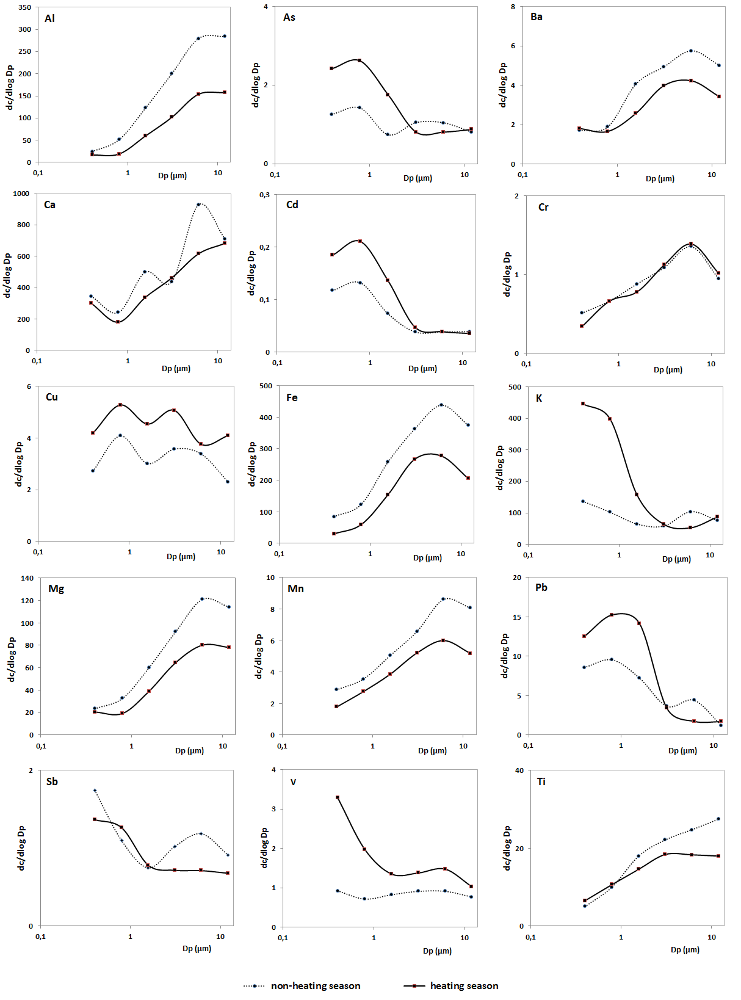 Al
dc/dlog Dp
350
300
250
200
150
100
50
0
0,1
1
10
Dp (µm)
As
dc/dlog Dp
4
2
0
0,1
1
10
Dp (µm)
Ba
dc/dlog Dp
8
6
4
2
0
0,1
1
10
Dp (µm)
Ca
dc/dlog Dp
1000
800
600
400
200
0
0,1
1
10
Dp (µm)
Cd
dc/dlog Dp
0,3
0,2
0,1
0
0,1
1
10
Dp (µm)
Cr
dc/dlog Dp
2
1
0
0,1
1
10
Dp (µm)
Cu
dc/dlog Dp
6
4
2
0
0,1
1
10
Dp (µm)
Fe
dc/dlog Dp
500
400
300
200
100
0
0,1
1
10
Dp (µm)
K
dc/dlog Dp
500
400
300
200
100
0
0,1
1
10
Dp (µm)
Mg
dc/dlog Dp
140
120
100
80
60
40
20
0
0,1
1
10
Dp (µm)
Mn
dc/dlog Dp
10
8
6
4
2
0
0,1
1
10
Dp (µm)
Pb
dc/dlog Dp
20
15
10
5
0
0,1
1
10
Dp (µm)
Sb
dc/dlog Dp
2
0
0,1
1
10
Dp (µm)
V
dc/dlog Dp
4
3
2
1
0
0,1
1
10
Dp (µm)
Ti
dc/dlog Dp
40
20
0
0,1
1
10
Dp (µm)
non-heating season
heating season